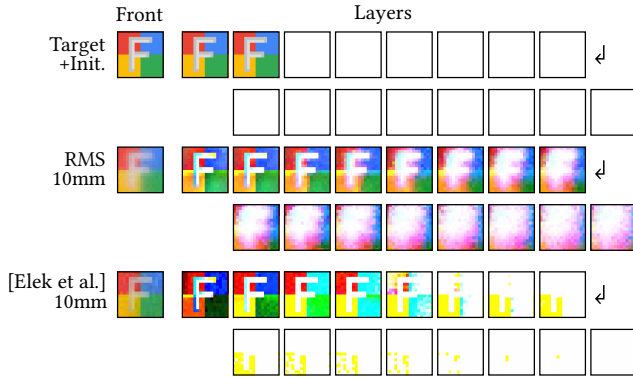 Front Layers
Target
+Init.
F F F
RMS
10mm
F F F F F F F F F
[Elek et al.]
10mm
F F F F F F